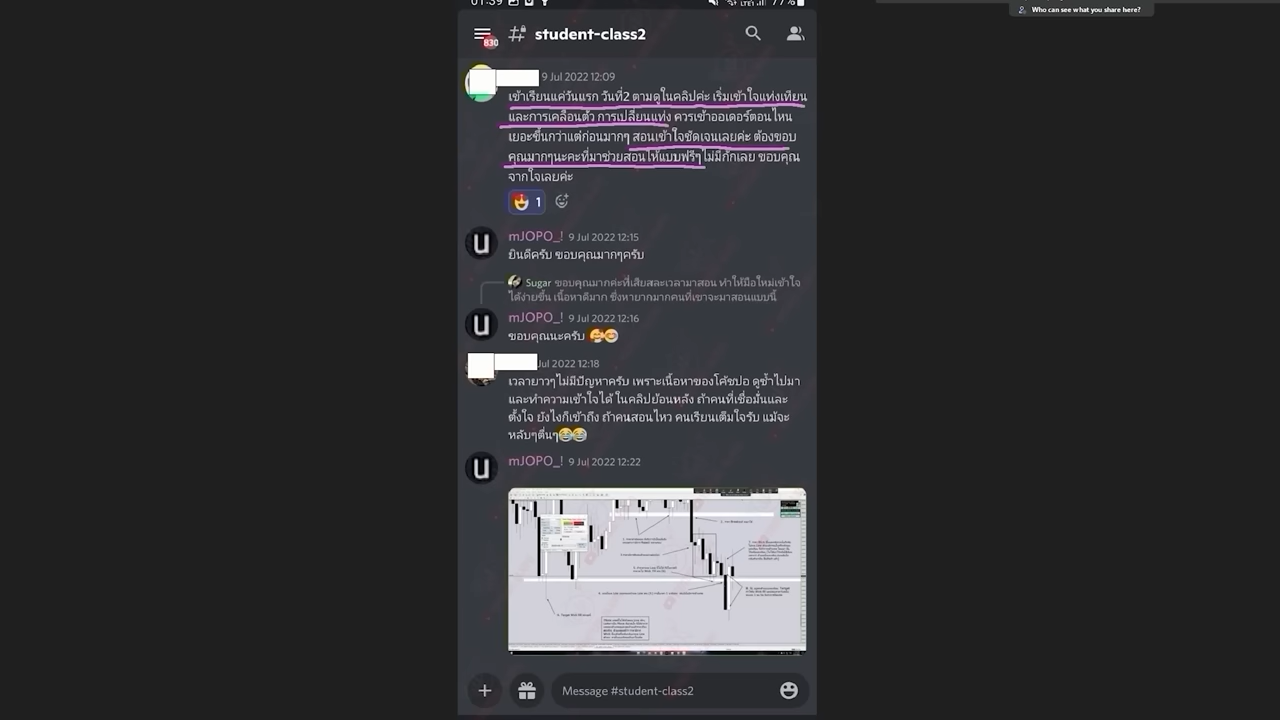 01:39
77%
Who can see what you share here?
830
student-class2
9 Jul 2022 12:09
เข้าเรียนแค่วันแรก วันที่2 ตามดูในคลิปค่ะ เริ่มเข้าใจแท่งเทียน
และการเคลื่อนตัว การเปลี่ยนแท่ง ควรเข้าออเดอร์ตอนไหน
เยอะขึ้นกว่าแต่ก่อนมากๆ สอนเข้าใจชัดเจนเลยค่ะ ต้องขอบ
คุณมากๆนะคะที่มาช่วยสอนให้แบบฟรีๆ ไม่มีกั๊กเลย ขอบคุณ
จากใจเลยค่ะ
1
mJOPO_! 9 Jul 2022 12:15
ยินดีครับ ขอบคุณมากๆครับ
Sugar ขอบคุณมากค่ะที่เสียสละเวลามาสอน ทำให้มือใหม่เข้าใจ
ได้ง่ายขึ้น เนื้อหาดีมาก ซึ่งหายากมากคนที่เขาจะมาสอนแบบนี้
mJOPO_! 9 Jul 2022 12:16
ขอบคุณนะครับ
Jul 2022 12:18
เวลายาวๆไม่มีปัญหาครับ เพราะเนื้อหาของโค้ชปอ ดูซ้ำไปมา
และทำความเข้าใจได้ ในคลิปย้อนหลัง ถ้าคนที่เชื่อมั่นและ
ตั้งใจ ยังไงก็เข้าถึง ถ้าคนสอนไหว คนเรียนเต็มใจรับ แม้จะ
หลับๆตื่นๆ
mJOPO_! 9 Jul 2022 12:22
Message #student-class2